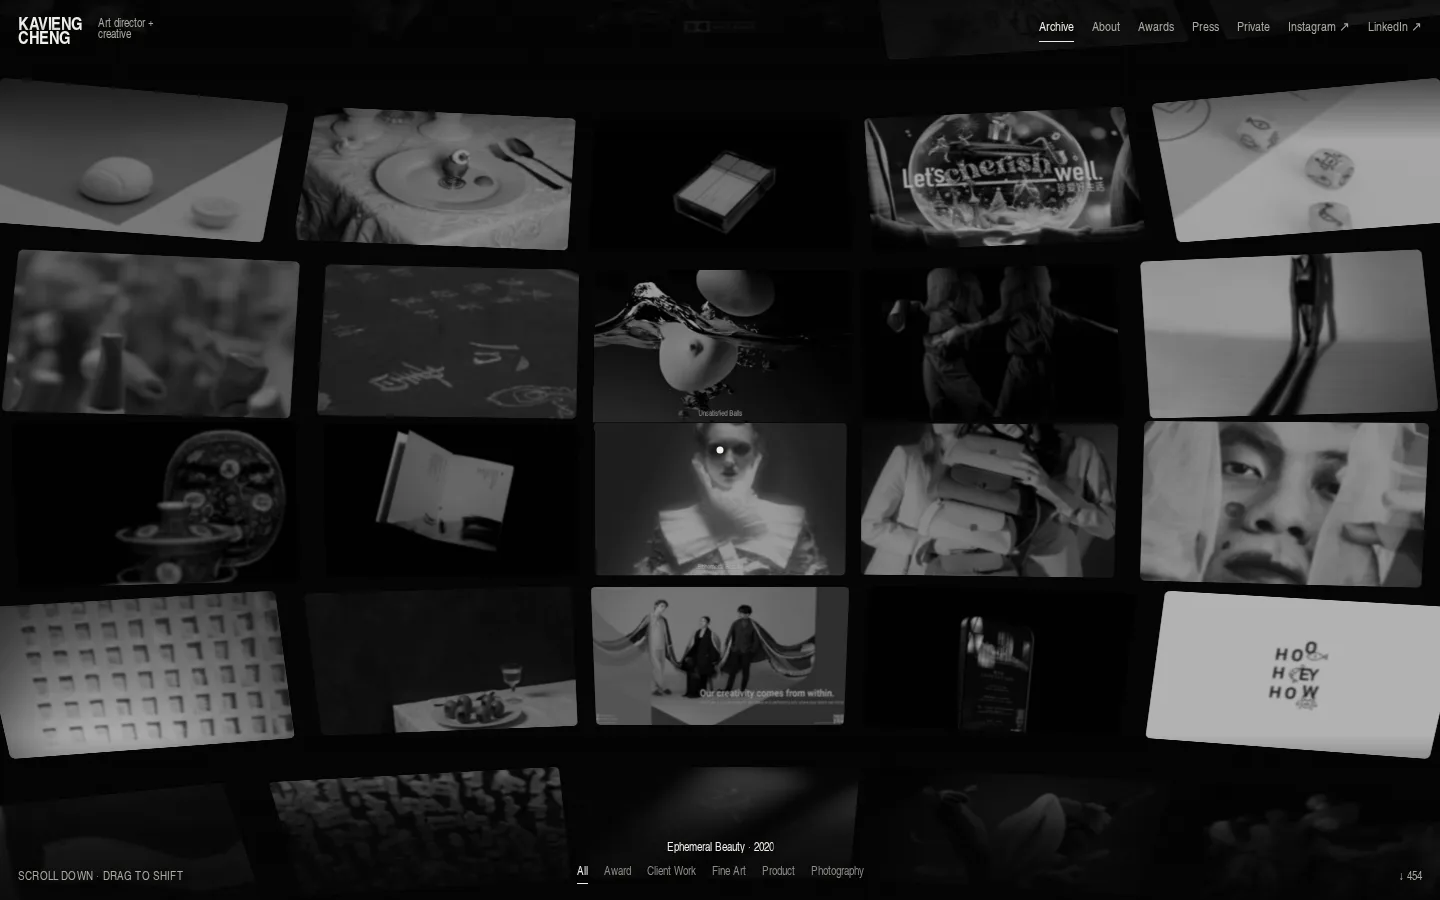 KAVIENG
CHENG
Art director +
creative
Archive
About
Awards
Press
Private
Instagram ↗
LinkedIn ↗
Let's cherish well.
Unsatisfied Balls
Our creativity comes from within.
HOO
HEY
HOW
Ephemeral Beauty · 2020
SCROLL DOWN · DRAG TO SHIFT
All
Award
Client Work
Fine Art
Product
Photography
↓ 454